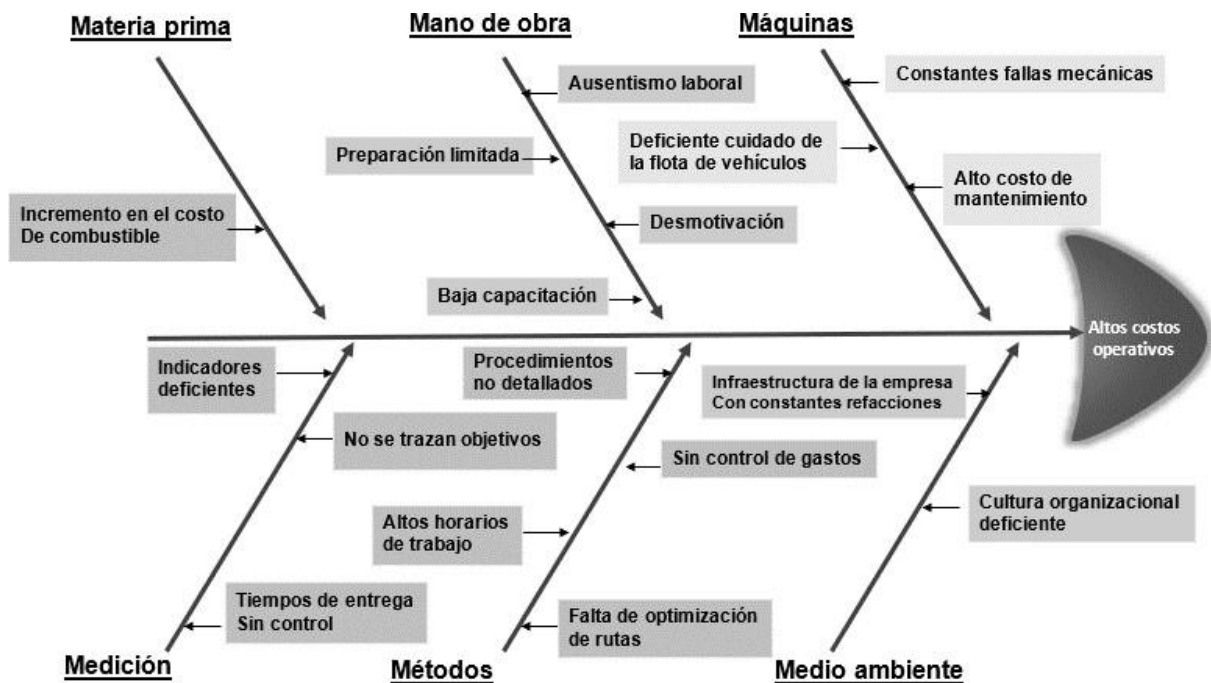 Materia prima
Mano de obra
Máquinas
Incremento en el costo
De combustible
Ausentismo laboral
Preparación limitada
Desmotivación
Baja capacitación
Constantes fallas mecánicas
Deficiente cuidado de
la flota de vehículos
Alto costo de
mantenimiento
Altos costos
operativos
Indicadores
deficientes
No se trazan objetivos
Tiempos de entrega
Sin control
Procedimientos
no detallados
Sin control de gastos
Altos horarios
de trabajo
Falta de optimización
de rutas
Infraestructura de la empresa
Con constantes refacciones
Cultura organizacional
deficiente
Medición
Métodos
Medio ambiente